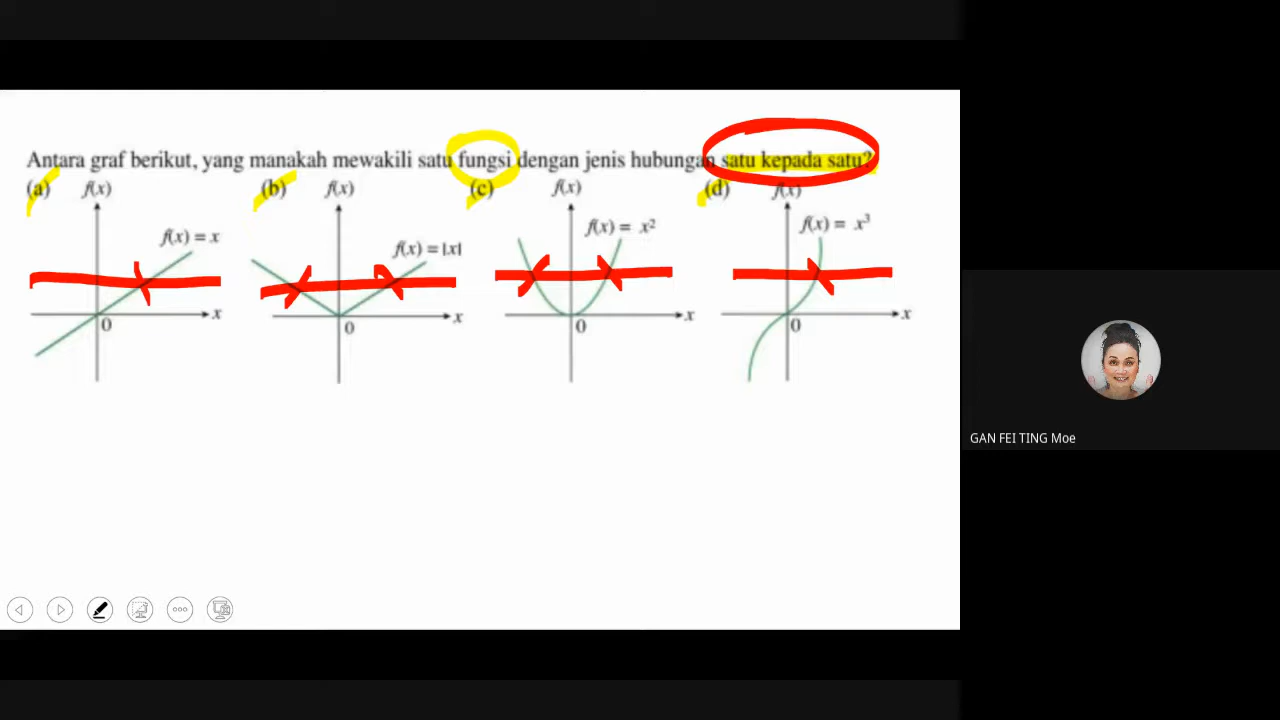 Antara graf berikut, yang manakah mewakili satu fungsi dengan jenis hubungan satu kepada satu?
(a) f(x) (b) f(x) (c) f(x) (d) f(x)
f(x) = x f(x) = |x| f(x) = x² f(x) = x³
x x x x
0 0 0 0
GAN FEI TING Moe